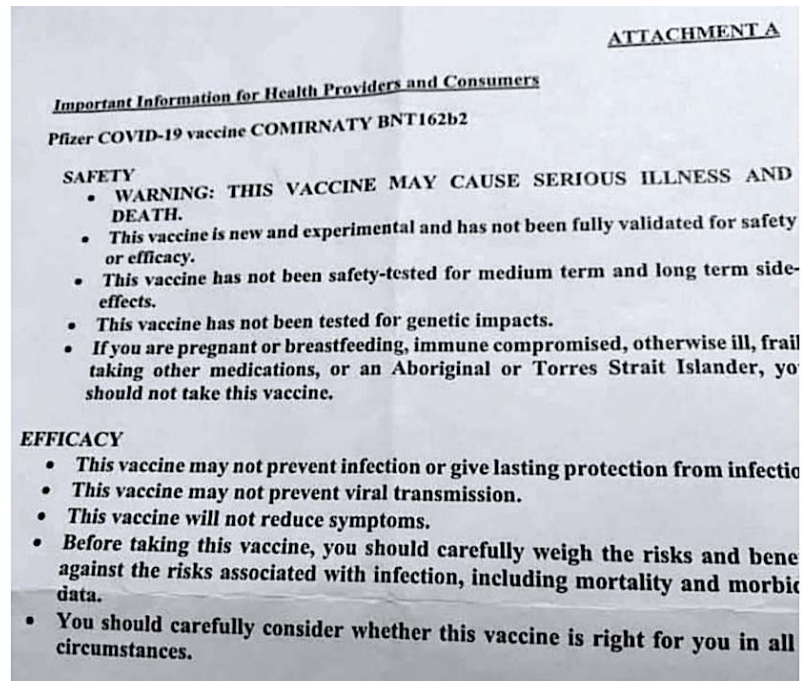 ATTACHMENT A
Important Information for Health Providers and Consumers
Pfizer COVID-19 vaccine COMIRNATY BNT162b2
SAFETY
• WARNING: THIS VACCINE MAY CAUSE SERIOUS ILLNESS AND
DEATH.
• This vaccine is new and experimental and has not been fully validated for safety
or efficacy.
• This vaccine has not been safety-tested for medium term and long term side-
effects.
• This vaccine has not been tested for genetic impacts.
• If you are pregnant or breastfeeding, immune compromised, otherwise ill, frail
taking other medications, or an Aboriginal or Torres Strait Islander, yo
should not take this vaccine.
EFFICACY
• This vaccine may not prevent infection or give lasting protection from infectio
• This vaccine may not prevent viral transmission.
• This vaccine will not reduce symptoms.
• Before taking this vaccine, you should carefully weigh the risks and bene
against the risks associated with infection, including mortality and morbid
data.
• You should carefully consider whether this vaccine is right for you in all
circumstances.